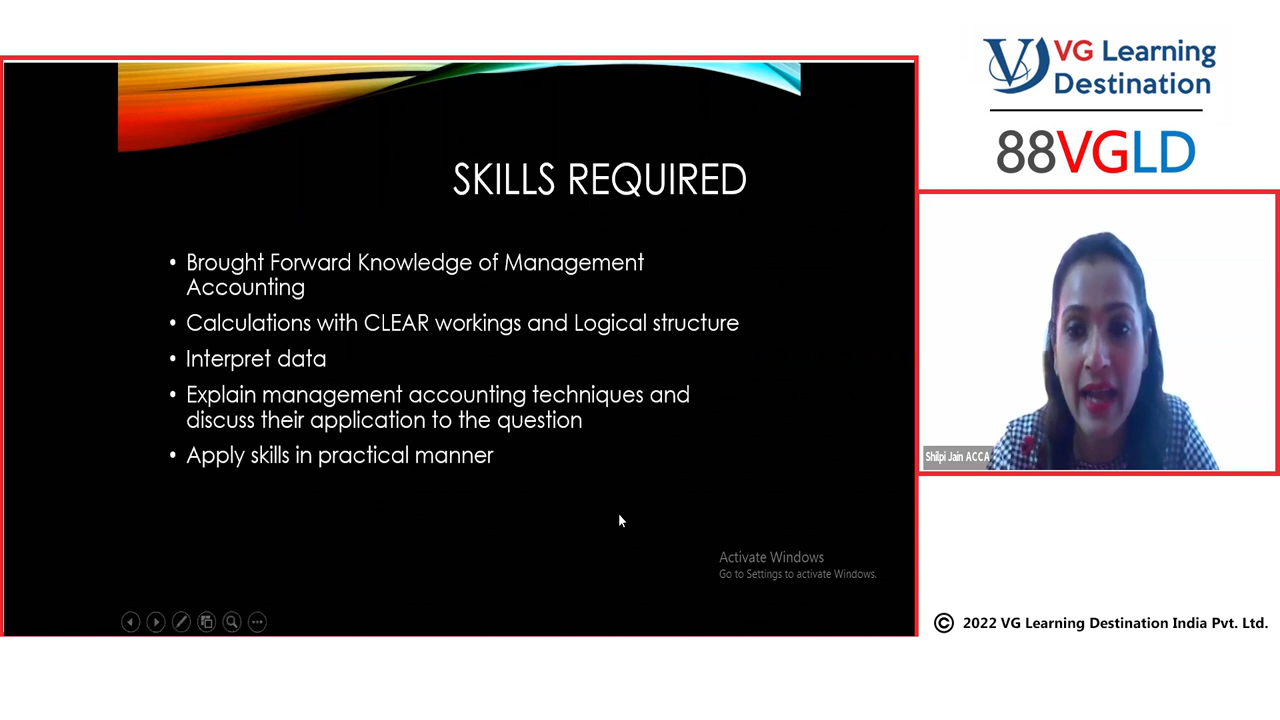 SKILLS REQUIRED
• Brought Forward Knowledge of Management
Accounting
• Calculations with CLEAR workings and Logical structure
• Interpret data
• Explain management accounting techniques and
discuss their application to the question
• Apply skills in practical manner
Activate Windows
Go to Settings to activate Windows.
VG Learning
Destination
88VGLD
Shilpi Jain ACCA
© 2022 VG Learning Destination India Pvt. Ltd.